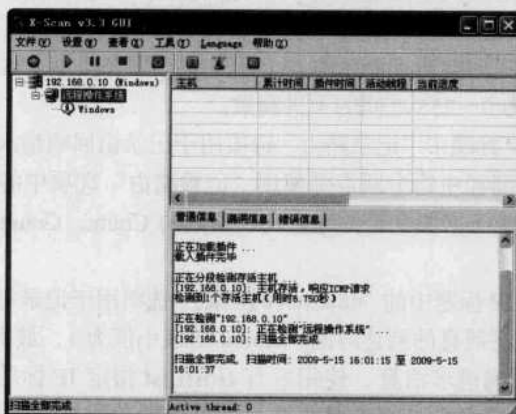 X-Scan v3.3 GUI
文件(V) 设置(W) 查看(X) 工具(Y) Language 帮助(Z)
192.168.0.10 (Windows)
远程操作系统
Windows
主机 累计时间 插件时间 活动线程 当前进度
普通信息 漏洞信息 错误信息
正在加载插件 ...
载入插件完毕
正在分段检测存活主机
[192.168.0.10]: 主机存活，响应ICMP请求
检测到1个存活主机(用时6.750秒)
正在检测"192.168.0.10"
[192.168.0.10]: 正在检测"远程操作系统"...
[192.168.0.10]: 扫描全部完成
扫描全部完成, 扫描时间: 2009-5-15 16:01:15 至 2009-5-15
16:01:37
扫描全部完成
Active thread: 0